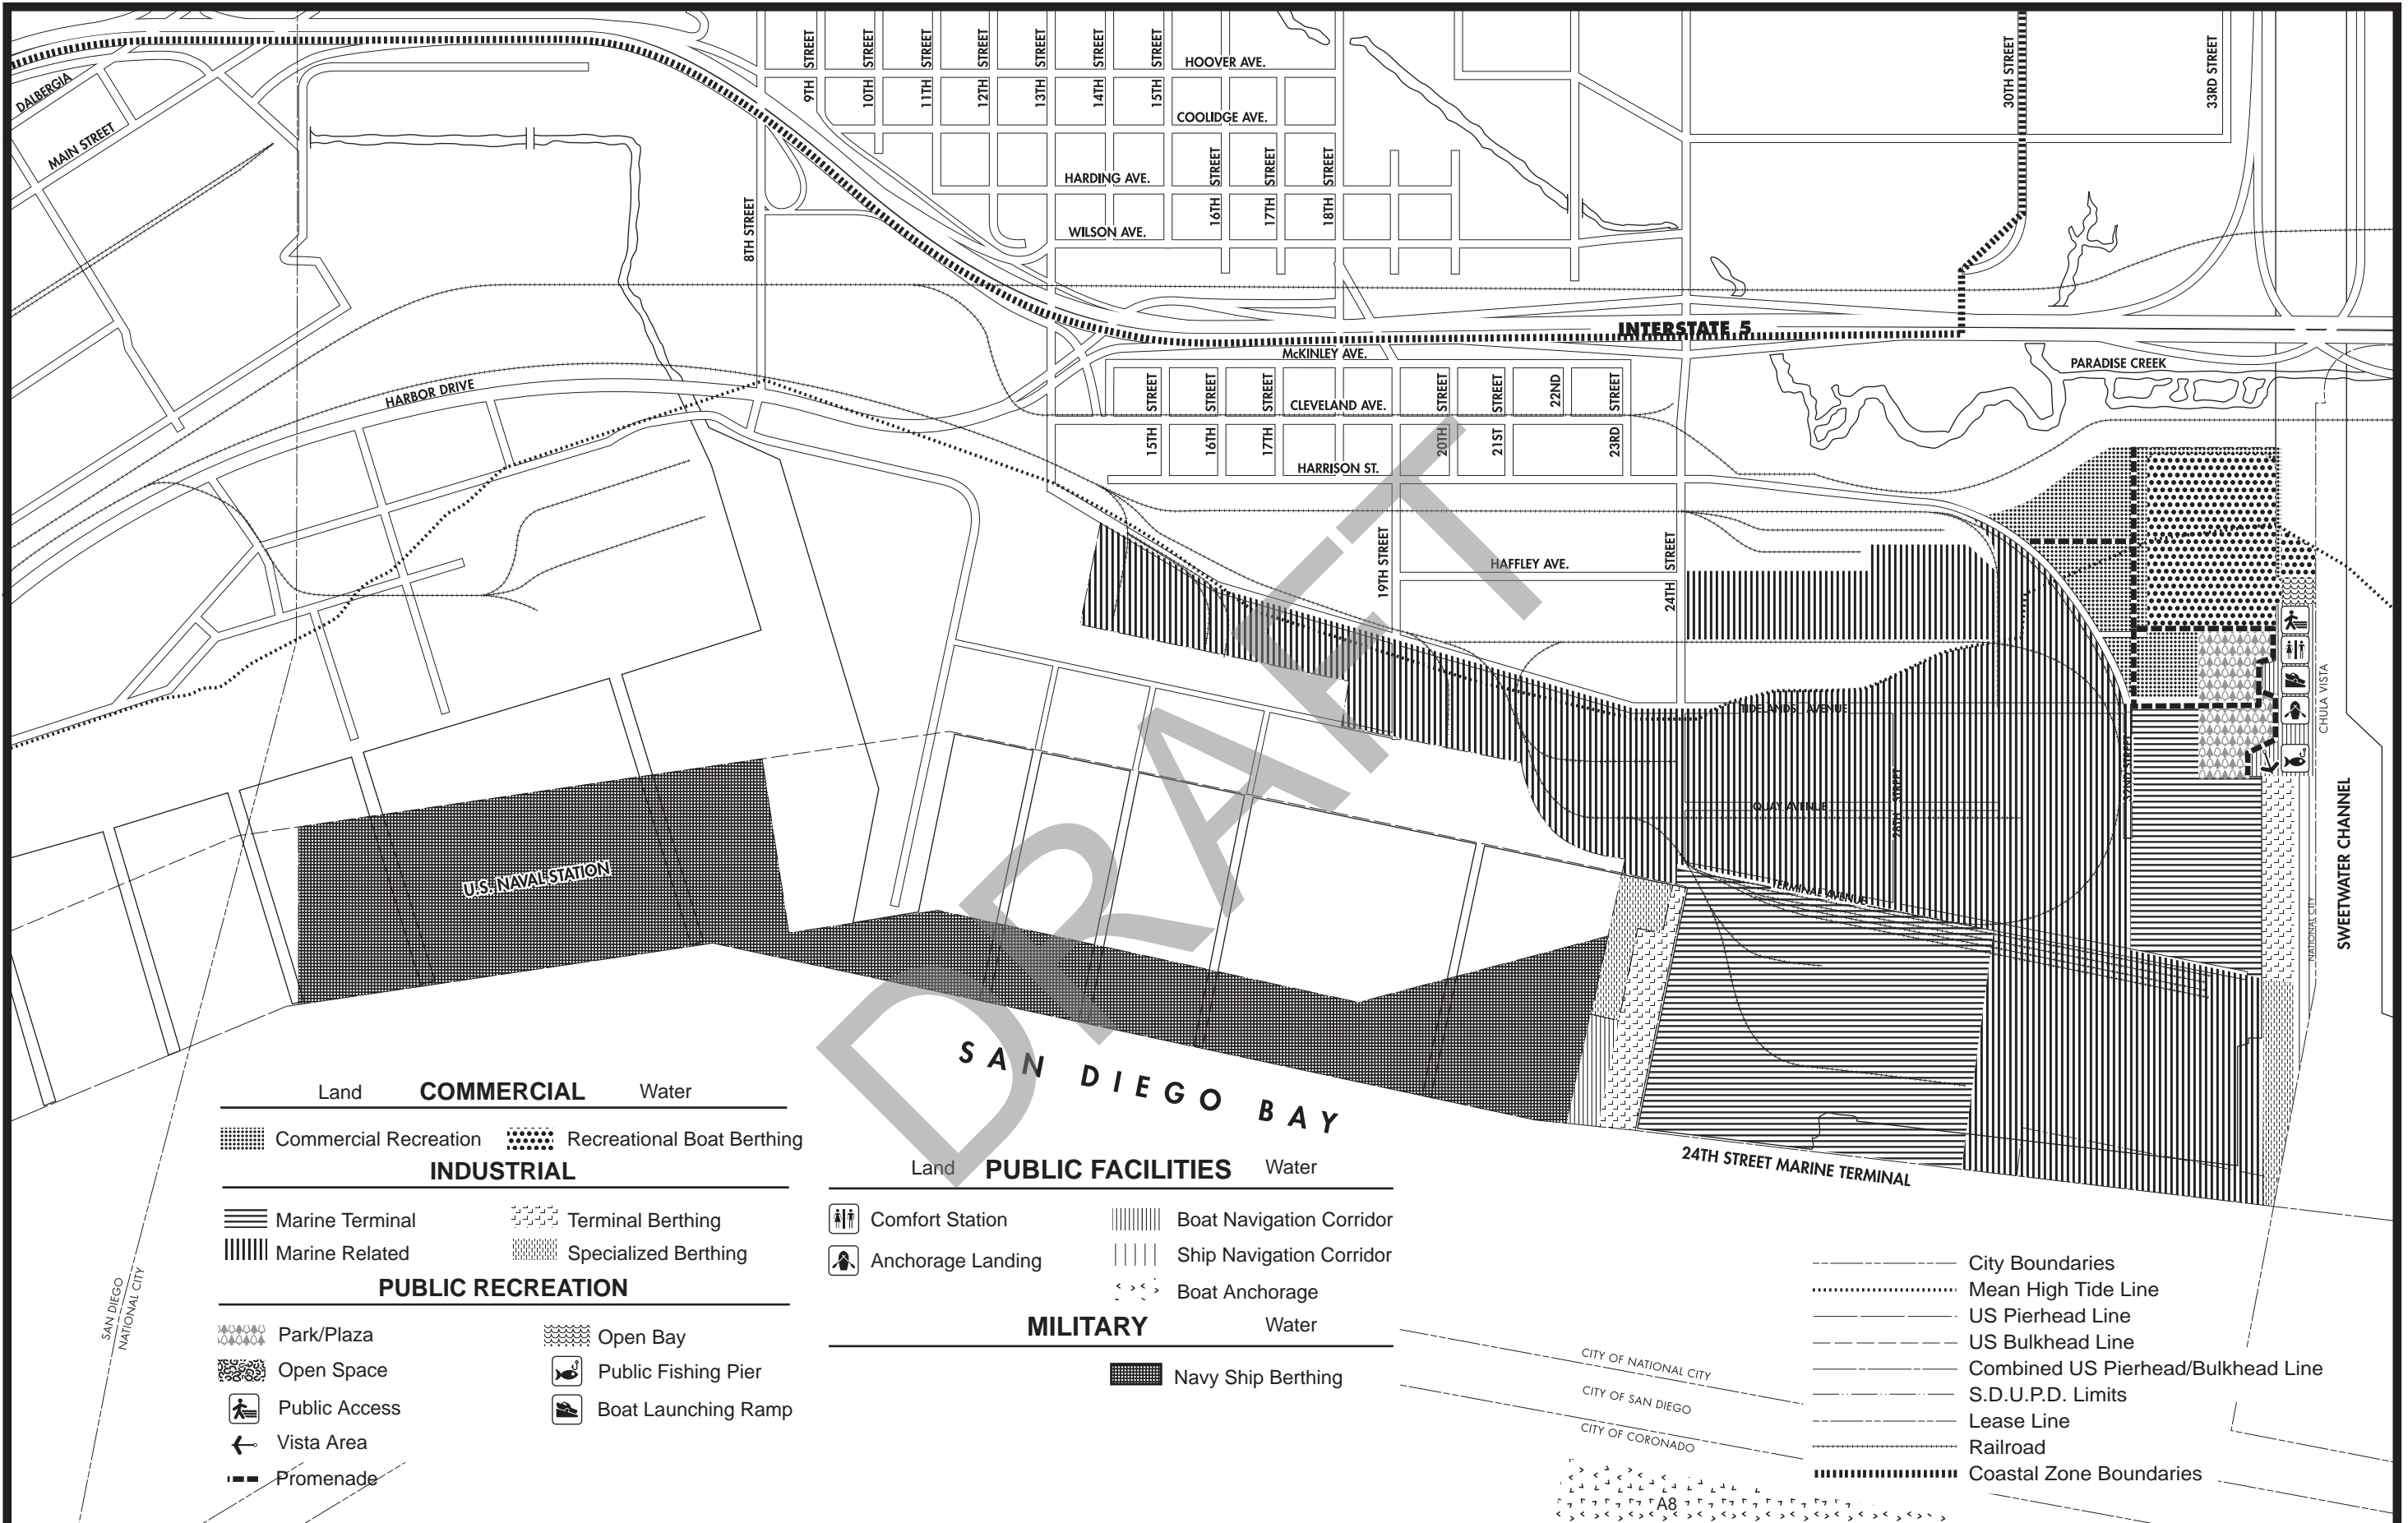 DALBERGIA
MAIN STREET
8TH STREET
9TH STREET
10TH STREET
11TH STREET
12TH STREET
13TH STREET
14TH STREET
15TH STREET
HOOVER AVE.
COOLIDGE AVE.
HARDING AVE.
WILSON AVE.
16TH STREET
17TH STREET
18TH STREET
30TH STREET
33RD STREET
INTERSTATE 5
McKINLEY AVE.
PARADISE CREEK
HARBOR DRIVE
CLEVELAND AVE.
HARRISON ST.
15TH STREET
16TH STREET
17TH STREET
20TH STREET
21ST STREET
22ND
23RD STREET
19TH STREET
24TH STREET
HAFFLEY AVE.
TIDELANDS AVENUE
QUAY AVENUE
28TH STREET
32ND STREET
TERMINAL AVENUE
CHULA VISTA
NATIONAL CITY
SWEETWATER CHANNEL
U.S. NAVAL STATION
DRAFT
SAN DIEGO BAY
24TH STREET MARINE TERMINAL
SAN DIEGO
NATIONAL CITY
Land COMMERCIAL Water
Commercial Recreation Recreational Boat Berthing
INDUSTRIAL
Marine Terminal Terminal Berthing
Marine Related Specialized Berthing
PUBLIC RECREATION
Park/Plaza Open Bay
Open Space Public Fishing Pier
Public Access Boat Launching Ramp
Vista Area
Promenade
Land PUBLIC FACILITIES Water
Comfort Station Boat Navigation Corridor
Anchorage Landing Ship Navigation Corridor
Boat Anchorage
MILITARY Water
Navy Ship Berthing
CITY OF NATIONAL CITY
CITY OF SAN DIEGO
CITY OF CORONADO
A8
City Boundaries
Mean High Tide Line
US Pierhead Line
US Bulkhead Line
Combined US Pierhead/Bulkhead Line
S.D.U.P.D. Limits
Lease Line
Railroad
Coastal Zone Boundaries